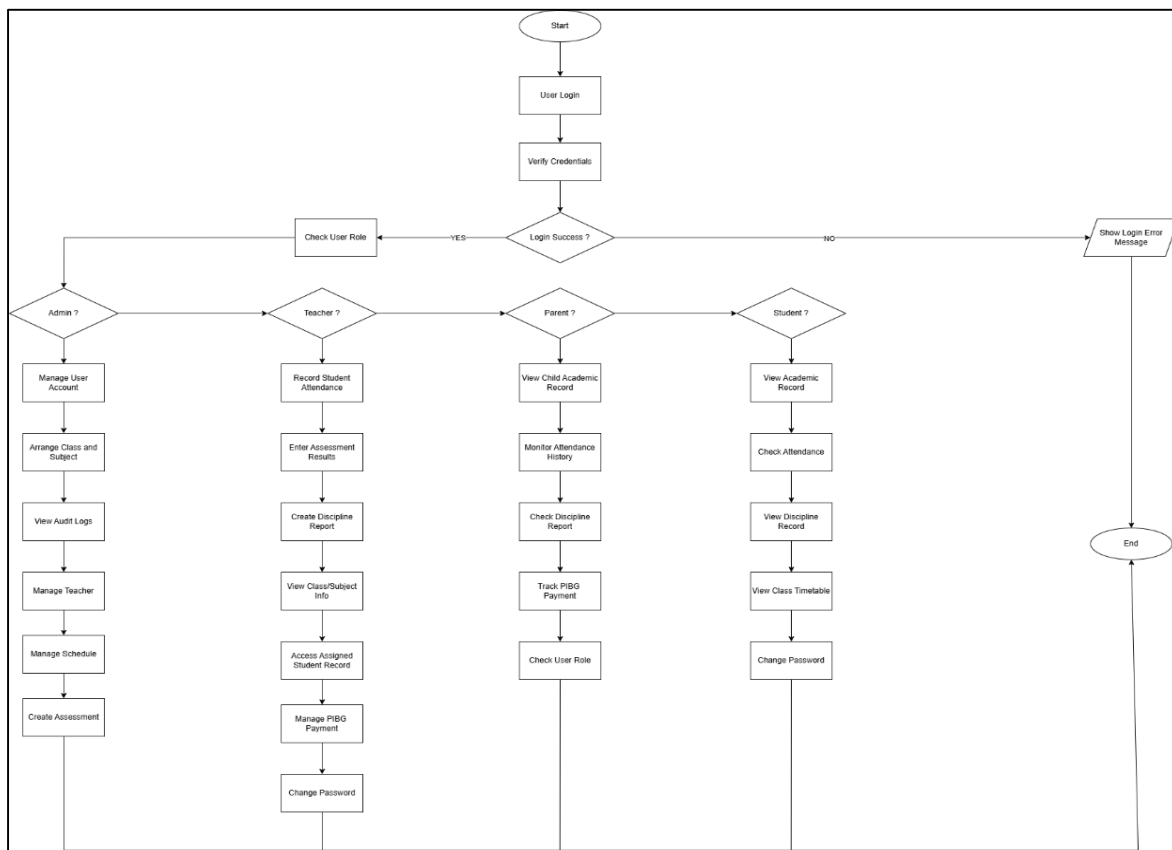 Start
User Login
Verify Credentials
Check User Role
YES
Login Success ?
NO
Show Login Error
Message
Admin ?
Teacher ?
Parent ?
Student ?
Manage User
Account
Record Student
Attendance
View Child Academic
Record
View Academic
Record
Arrange Class and
Subject
Enter Assessment
Results
Monitor Attendance
History
Check Attendance
View Audit Logs
Create Discipline
Report
Check Discipline
Report
View Discipline
Record
End
Manage Teacher
View Class/Subject
Info
Track PIBG
Payment
View Class Timetable
Manage Schedule
Access Assigned
Student Record
Check User Role
Change Password
Create Assessment
Manage PIBG
Payment
Change Password